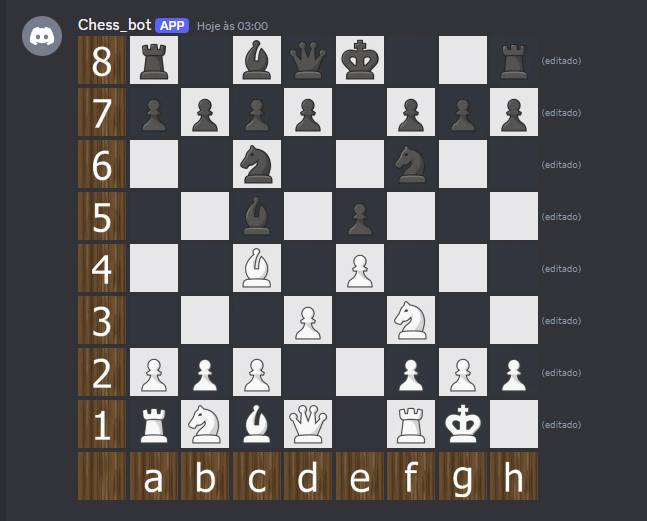 Chess_bot APP Hoje às 03:00
8 (editado)
7 (editado)
6 (editado)
5 (editado)
4 (editado)
3 (editado)
2 (editado)
1 (editado)
a b c d e f g h